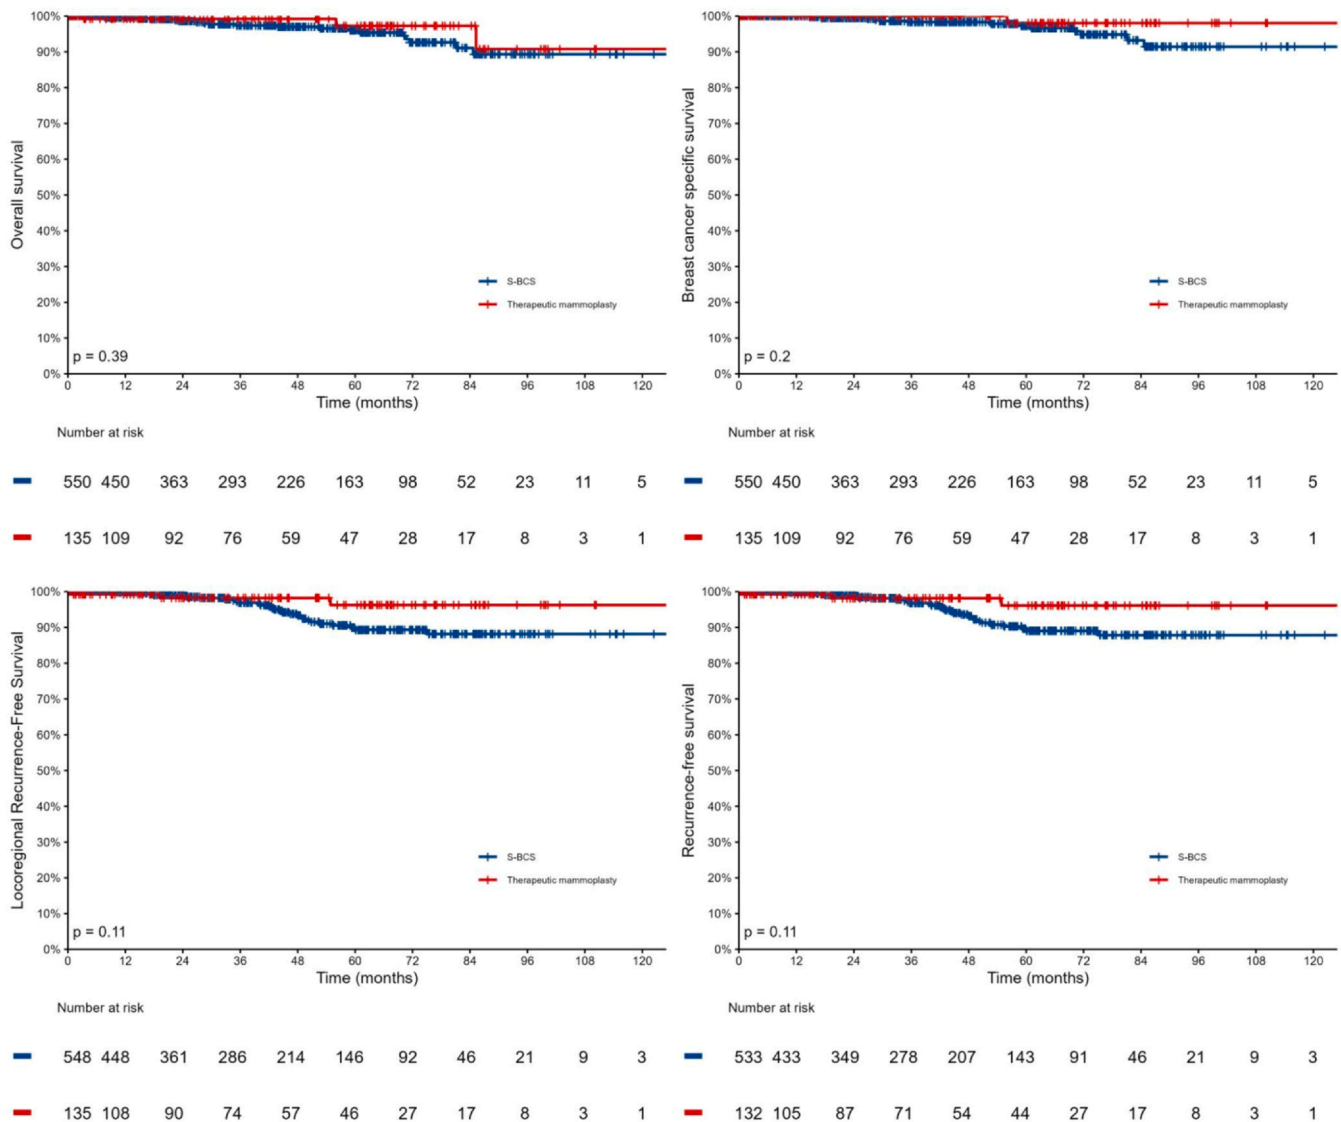 Overall survival
100%
90%
80%
70%
60%
50%
40%
30%
20%
10%
0%
S-BCS
Therapeutic mammoplasty
p = 0.39
0 12 24 36 48 60 72 84 96 108 120
Time (months)
Number at risk
550 450 363 293 226 163 98 52 23 11 5
135 109 92 76 59 47 28 17 8 3 1
Breast cancer specific survival
100%
90%
80%
70%
60%
50%
40%
30%
20%
10%
0%
S-BCS
Therapeutic mammoplasty
p = 0.2
0 12 24 36 48 60 72 84 96 108 120
Time (months)
Number at risk
550 450 363 293 226 163 98 52 23 11 5
135 109 92 76 59 47 28 17 8 3 1
Locoregional Recurrence-Free Survival
100%
90%
80%
70%
60%
50%
40%
30%
20%
10%
0%
S-BCS
Therapeutic mammoplasty
p = 0.11
0 12 24 36 48 60 72 84 96 108 120
Time (months)
Number at risk
548 448 361 286 214 146 92 46 21 9 3
135 108 90 74 57 46 27 17 8 3 1
Recurrence-free survival
100%
90%
80%
70%
60%
50%
40%
30%
20%
10%
0%
S-BCS
Therapeutic mammoplasty
p = 0.11
0 12 24 36 48 60 72 84 96 108 120
Time (months)
Number at risk
533 433 349 278 207 143 91 46 21 9 3
132 105 87 71 54 44 27 17 8 3 1